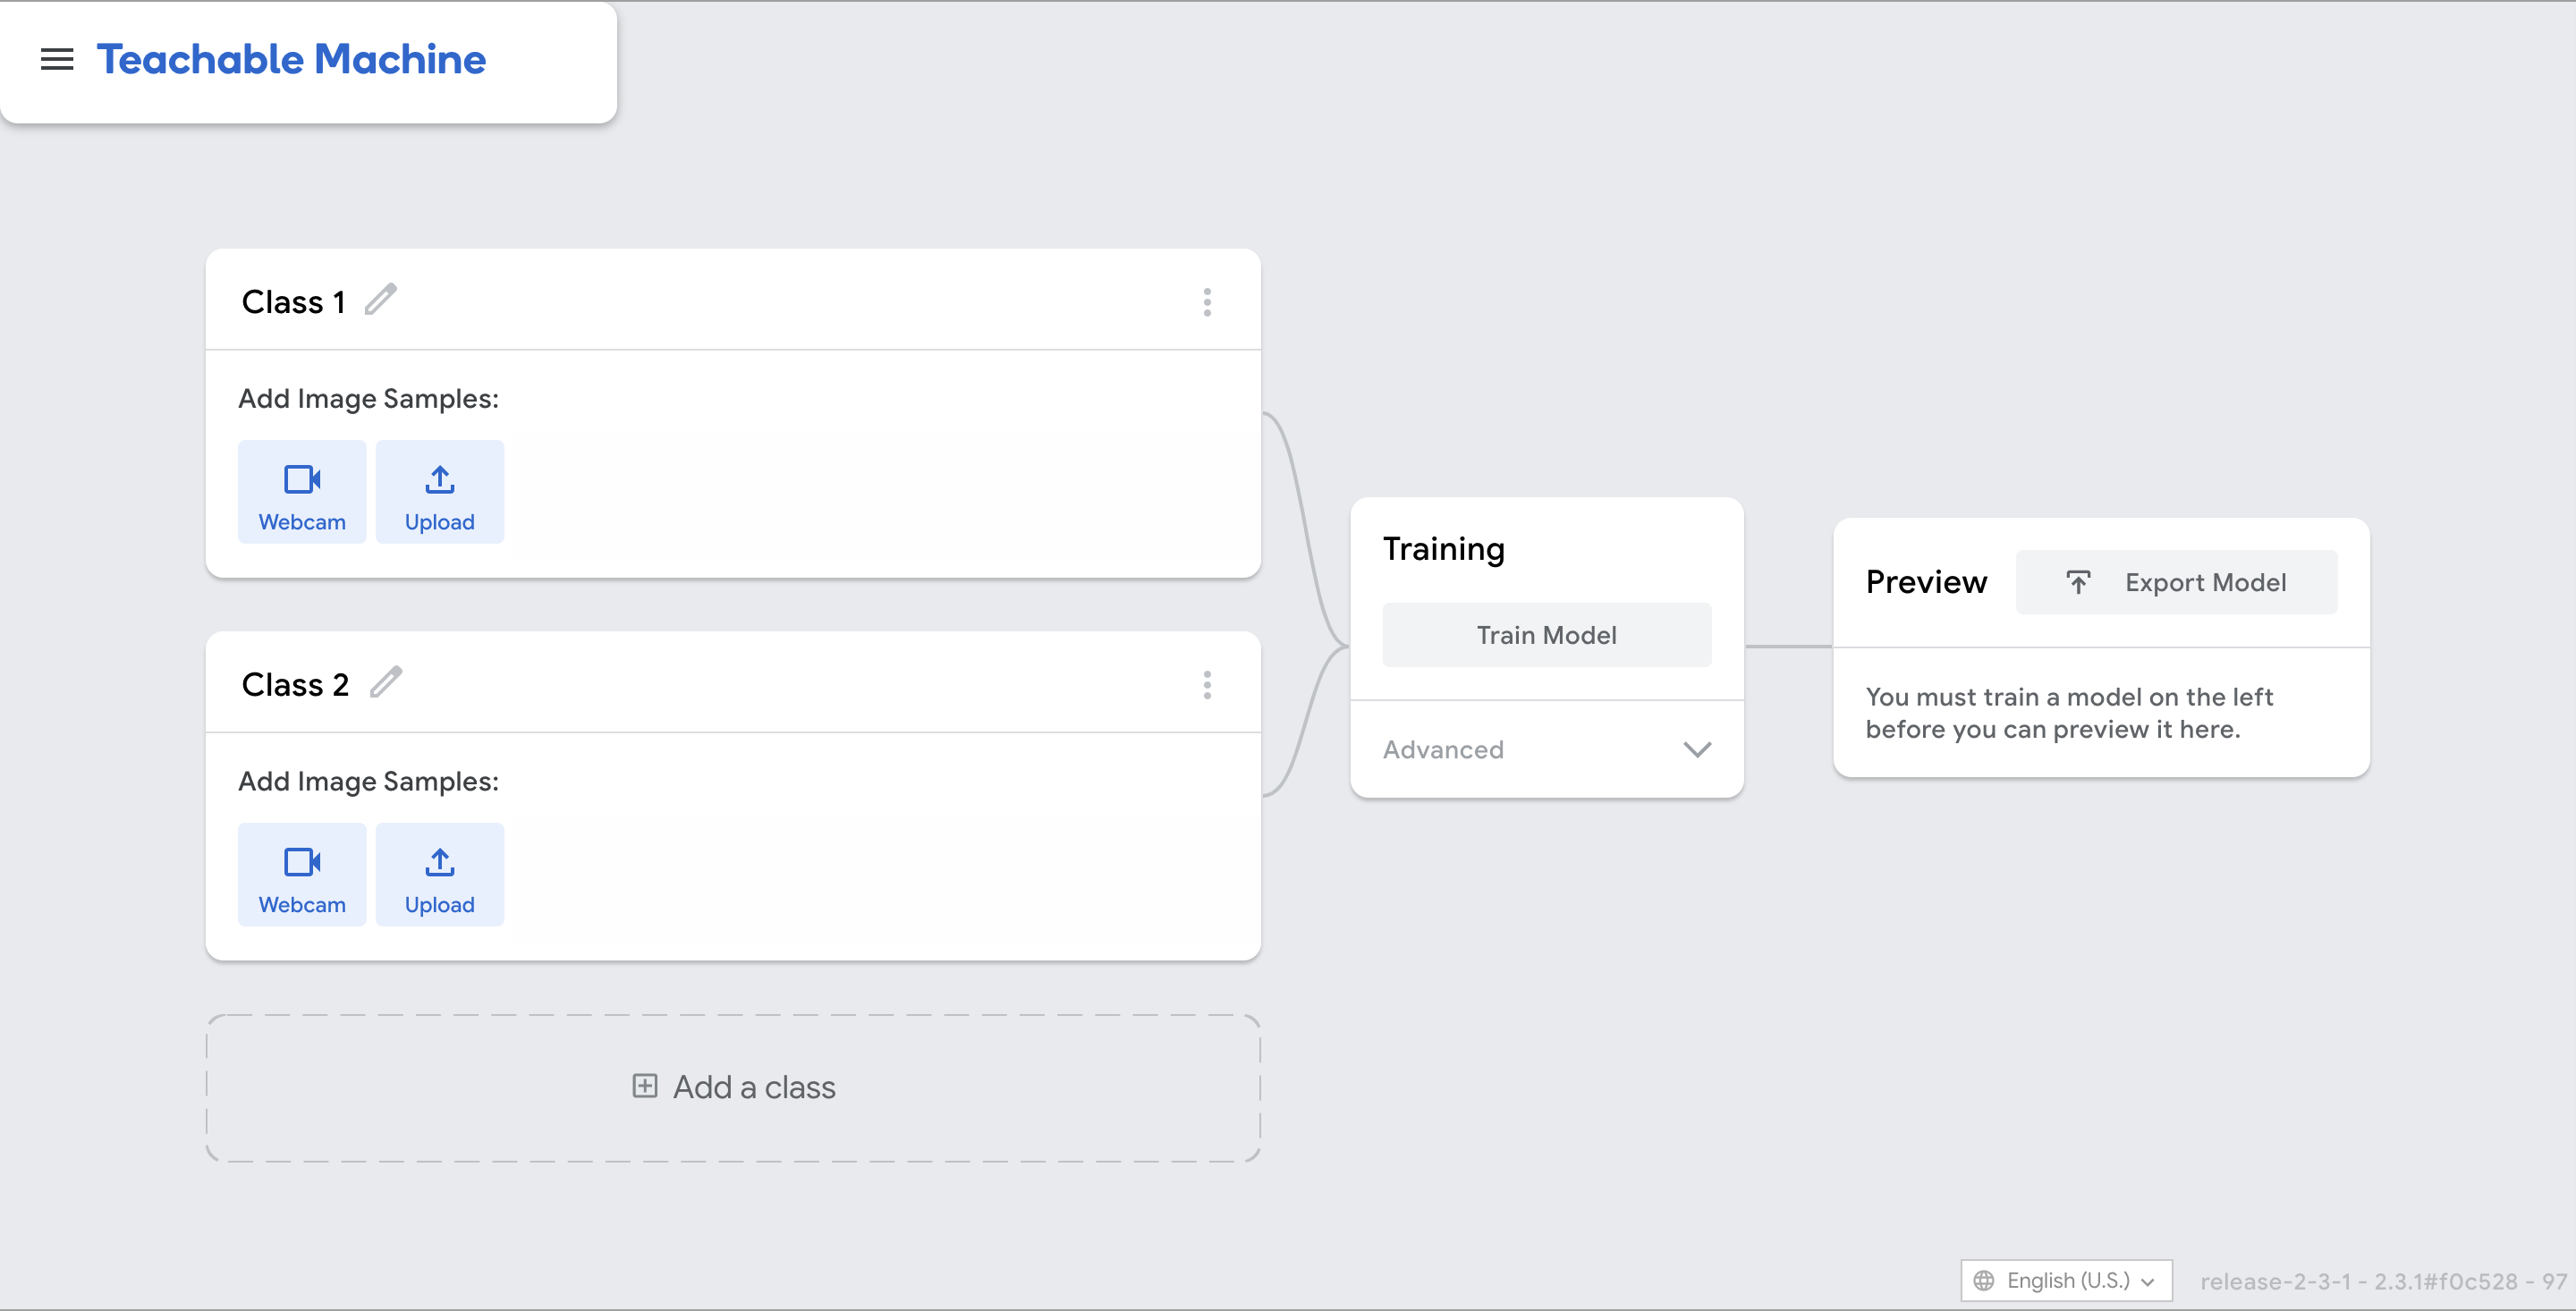 Teachable Machine
Class 1
Add Image Samples:
Webcam
Upload
Class 2
Add Image Samples:
Webcam
Upload
Add a class
Training
Train Model
Advanced
Preview
Export Model
You must train a model on the left
before you can preview it here.
English (U.S.)
release-2-3-1 - 2.3.1#f0c528 - 97